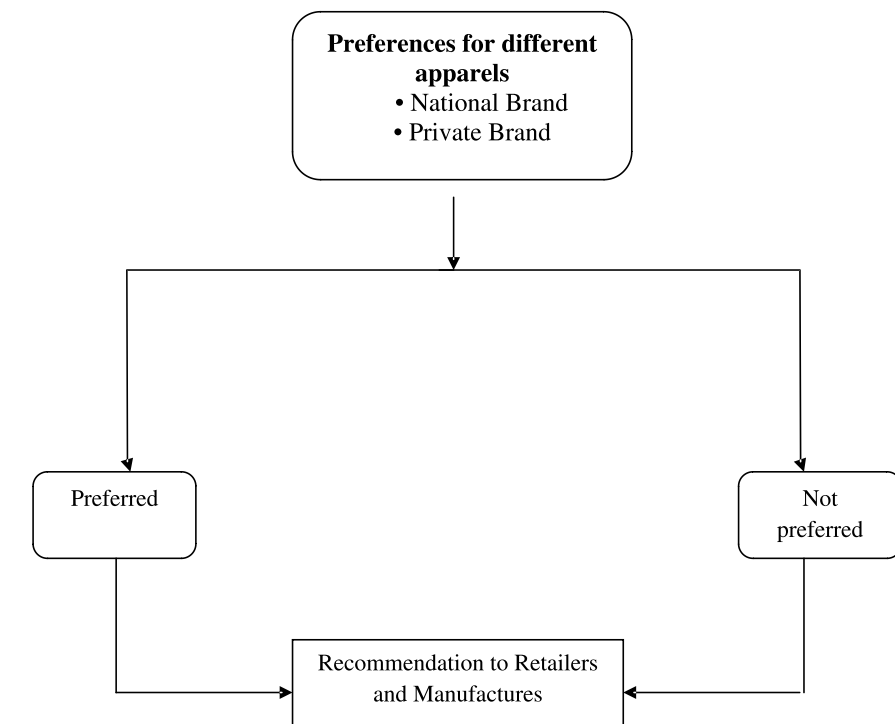 Preferences for different
apparels
• National Brand
• Private Brand
Preferred
Not
preferred
Recommendation to Retailers
and Manufactures